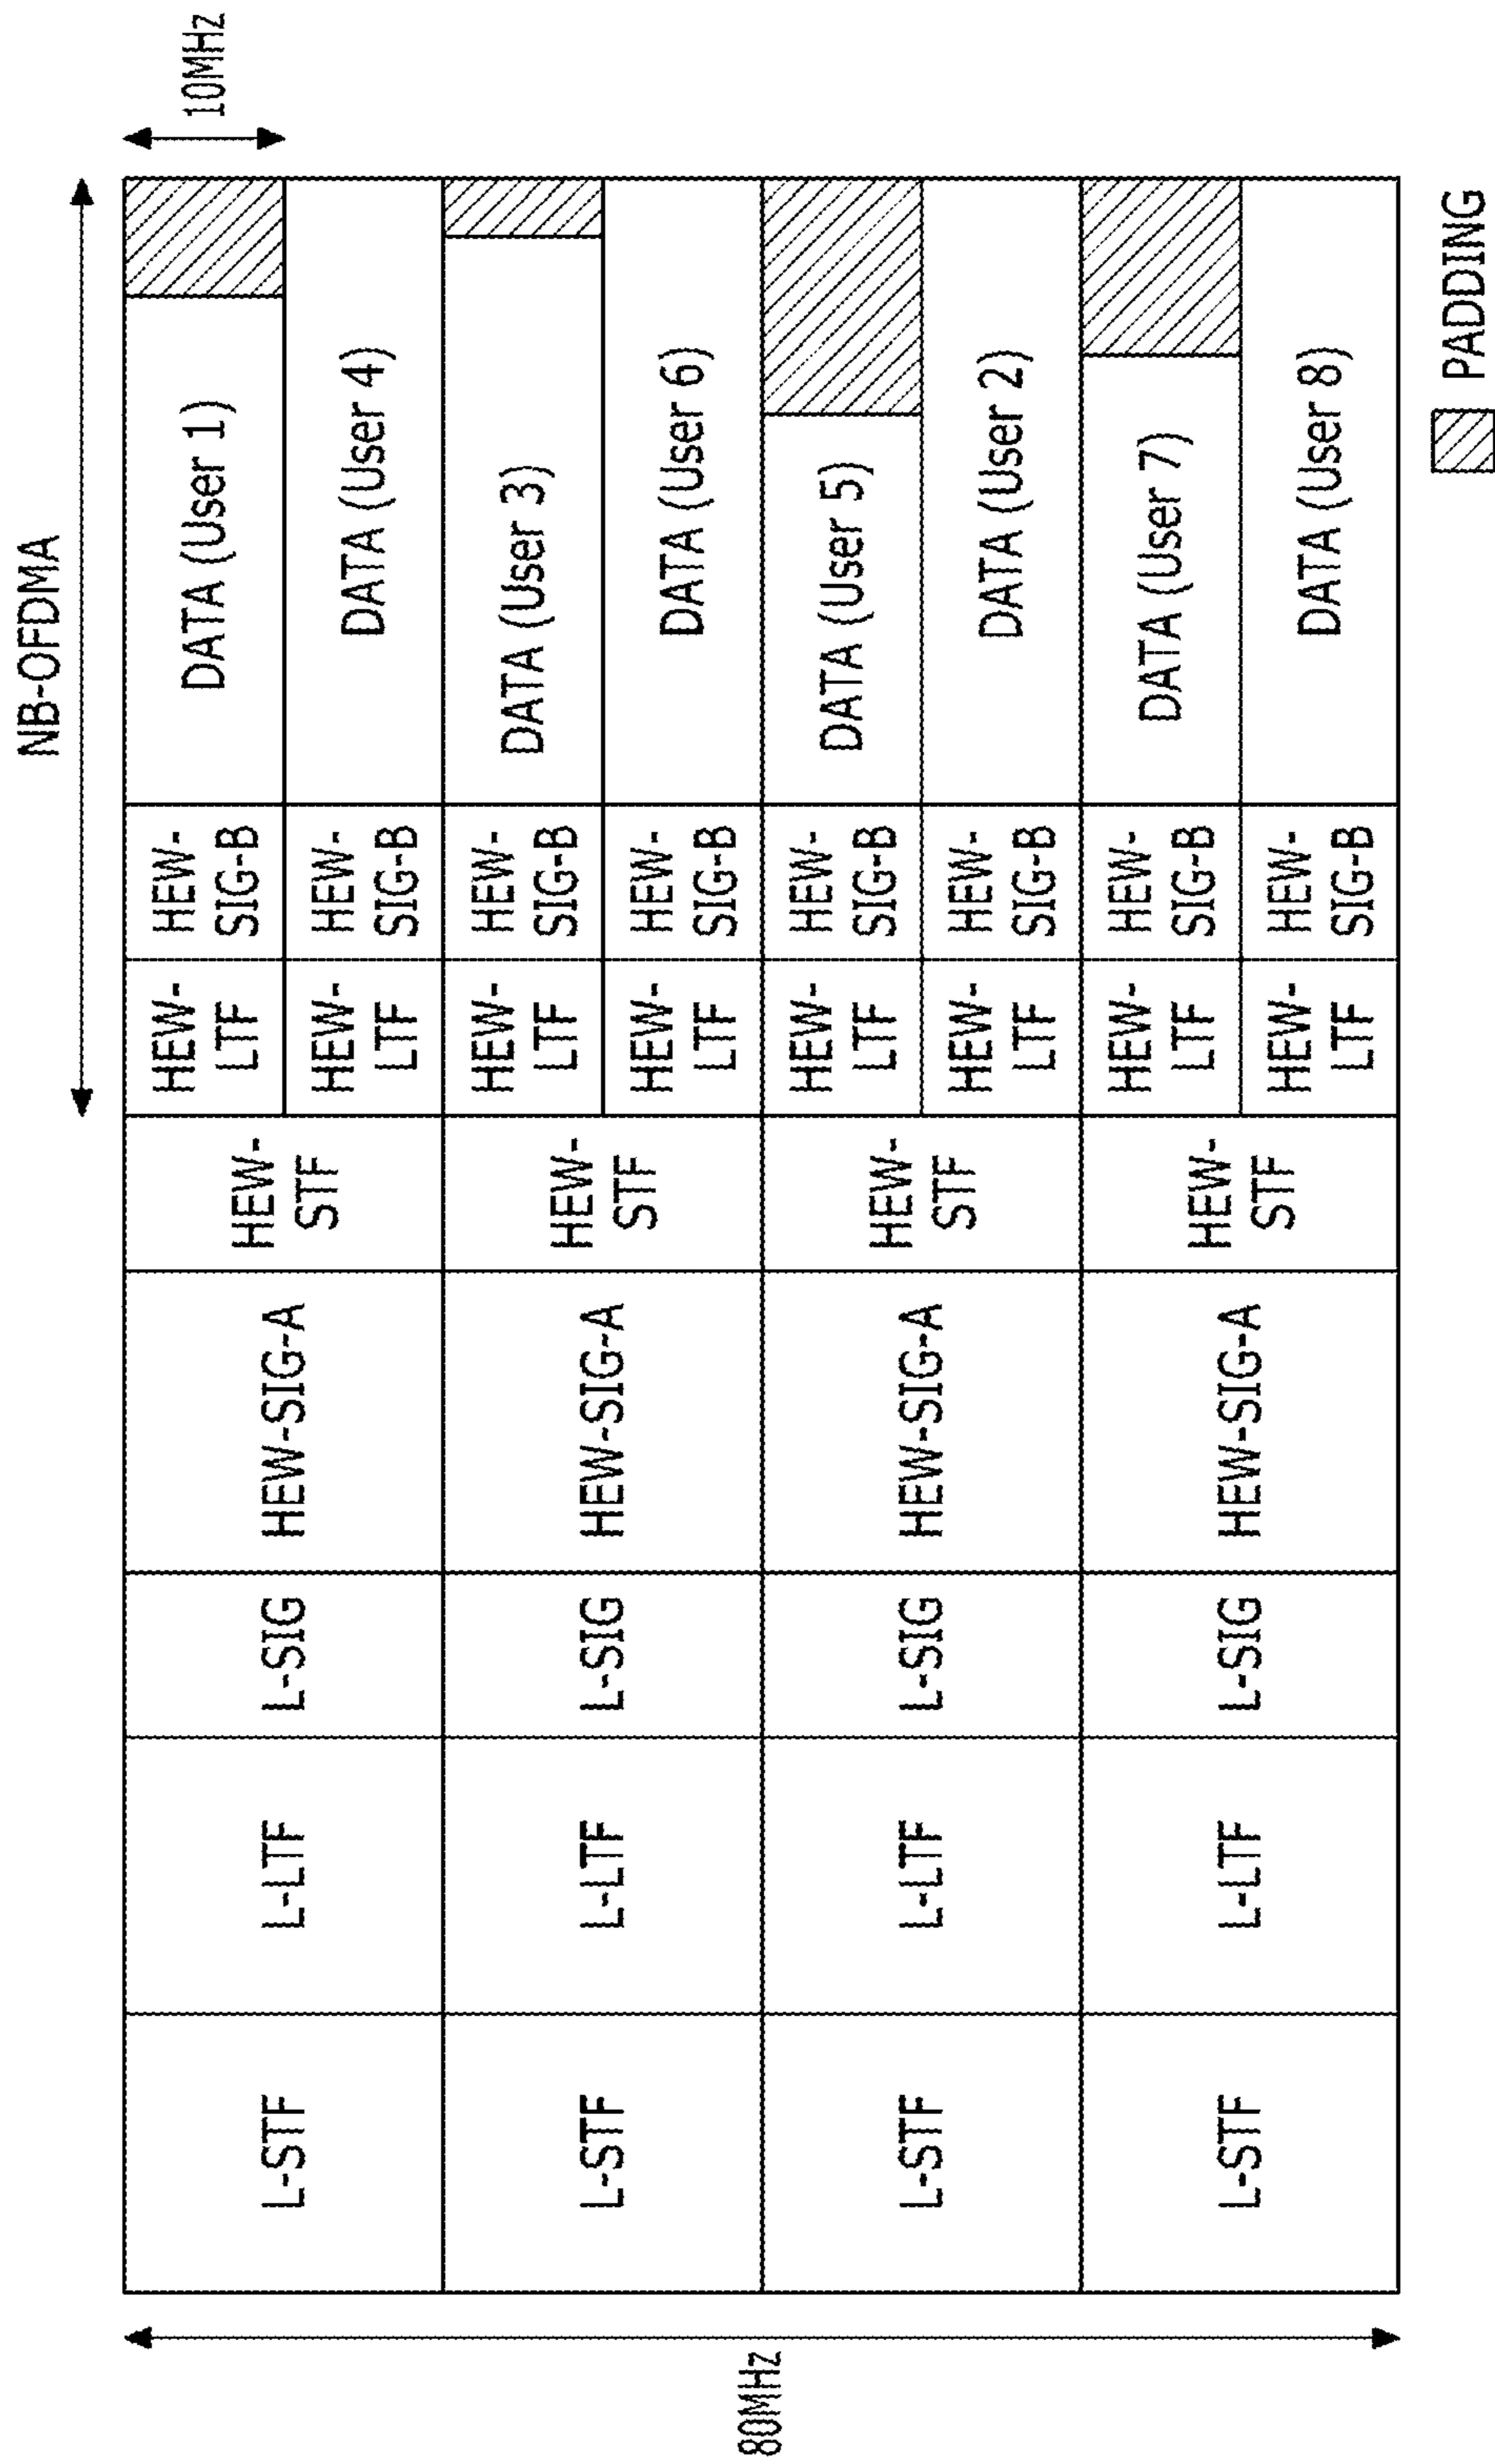 NB-OFDMA
80MHz
10MHz
L-STF
L-LTF
L-SIG
HEW-SIG-A
HEW-
STF
HEW-
LTF
HEW-
SIG-B
DATA (User 1)
HEW-
LTF
HEW-
SIG-B
DATA (User 4)
L-STF
L-LTF
L-SIG
HEW-SIG-A
HEW-
STF
HEW-
LTF
HEW-
SIG-B
DATA (User 3)
HEW-
LTF
HEW-
SIG-B
DATA (User 6)
L-STF
L-LTF
L-SIG
HEW-SIG-A
HEW-
STF
HEW-
LTF
HEW-
SIG-B
DATA (User 5)
HEW-
LTF
HEW-
SIG-B
DATA (User 2)
L-STF
L-LTF
L-SIG
HEW-SIG-A
HEW-
STF
HEW-
LTF
HEW-
SIG-B
DATA (User 7)
HEW-
LTF
HEW-
SIG-B
DATA (User 8)
PADDING